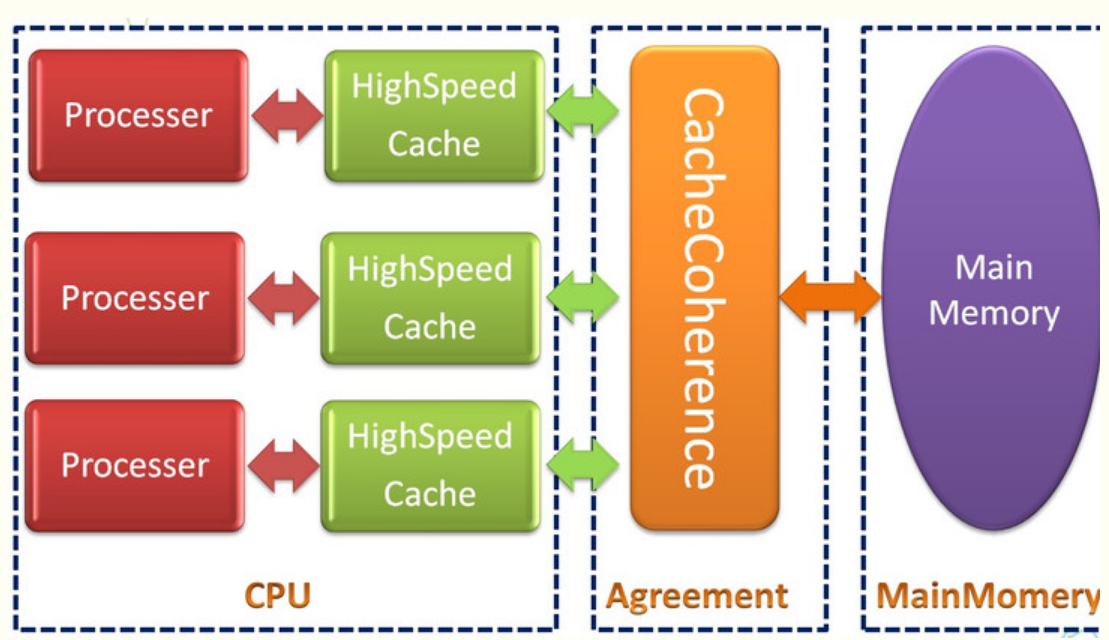 Processer
HighSpeed
Cache
Processer
HighSpeed
Cache
Processer
HighSpeed
Cache
CPU
CacheCoherence
Agreement
Main
Memory
MainMomery